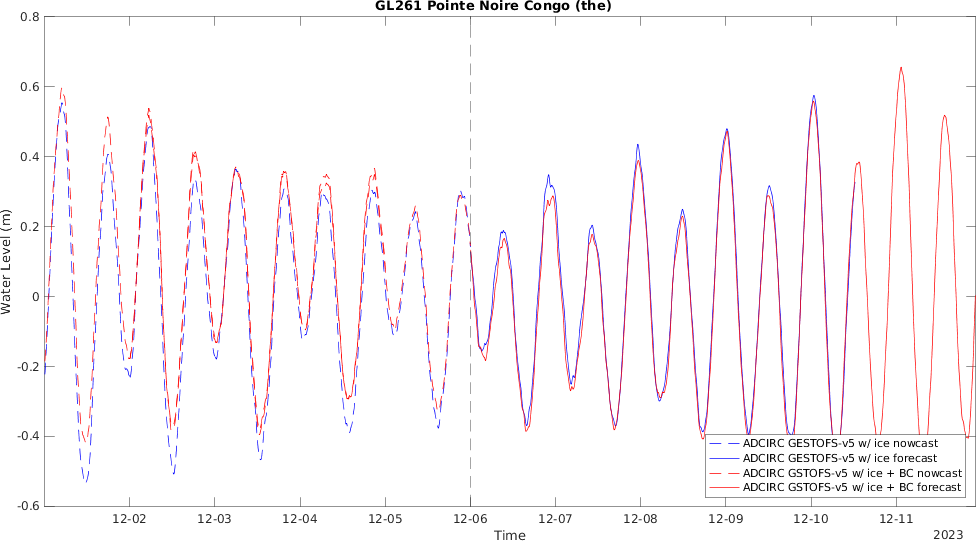 GL261 Pointe Noire Congo (the)
0.8
0.6
0.4
0.2
0
-0.2
-0.4
-0.6
Water Level (m)
ADCIRC GESTOFS-v5 w/ ice nowcast
ADCIRC GESTOFS-v5 w/ ice forecast
ADCIRC GSTOFS-v5 w/ ice + BC nowcast
ADCIRC GSTOFS-v5 w/ ice + BC forecast
12-02 12-03 12-04 12-05 12-06 12-07 12-08 12-09 12-10 12-11
Time
2023